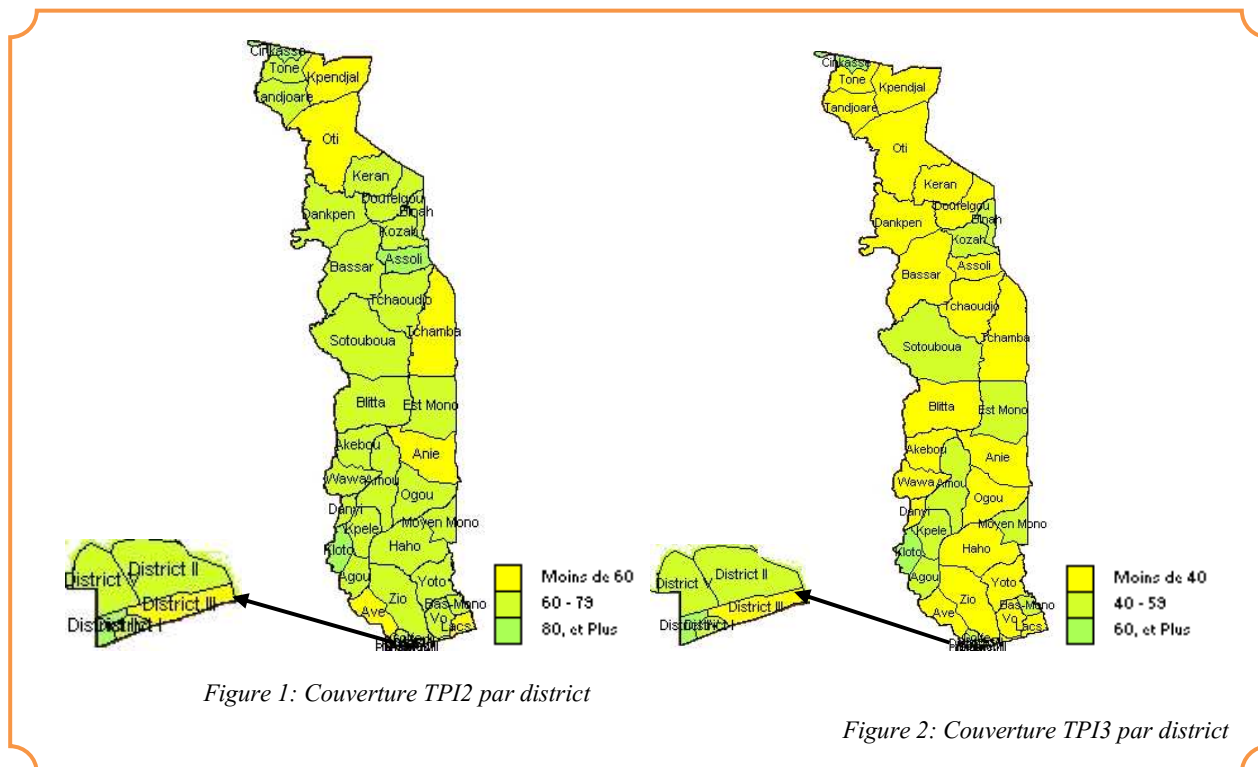 Cinkasse
Tone
Kpendjal
Tandjoare
Oti
Keran
Doufelgou
Binah
Dankpen
Kozah
Assoli
Bassar
Tchaoudjo
Tchamba
Sotouboua
Blitta
Est Mono
Akebou
Anie
Wawa
Amou
Ogou
Danyi
Kpele
Moyen Mono
Kloto
Haho
Agou
Yoto
Zio
Ave
Bas-Mono
Vo
Lacs
District V
District II
District III
District I
Moins de 60
60 - 79
80, et Plus
Figure 1: Couverture TPI2 par district
Cinkasse
Tone
Kpendjal
Tandjoare
Oti
Keran
Doufelgou
Binah
Dankpen
Kozah
Assoli
Bassar
Tchaoudjo
Tchamba
Sotouboua
Blitta
Est Mono
Akebou
Anie
Wawa
Amou
Ogou
Danyi
Moyen Mono
Kpele
Kloto
Haho
Agou
Yoto
Zio
Ave
Bas-Mono
Vo
Lacs
District V
District II
District III
District I
Moins de 40
40 - 59
60, et Plus
Figure 2: Couverture TPI3 par district